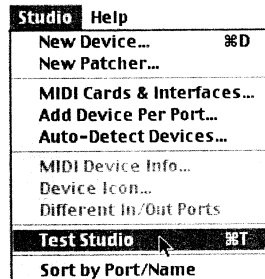 Studio Help
New Device... ⌘D
New Patcher...
MIDI Cards & Interfaces...
Add Device Per Port...
Auto-Detect Devices...
MIDI Device Info...
Device Icon...
Different In/Out Ports
Test Studio ⌘T
Sort by Port/Name